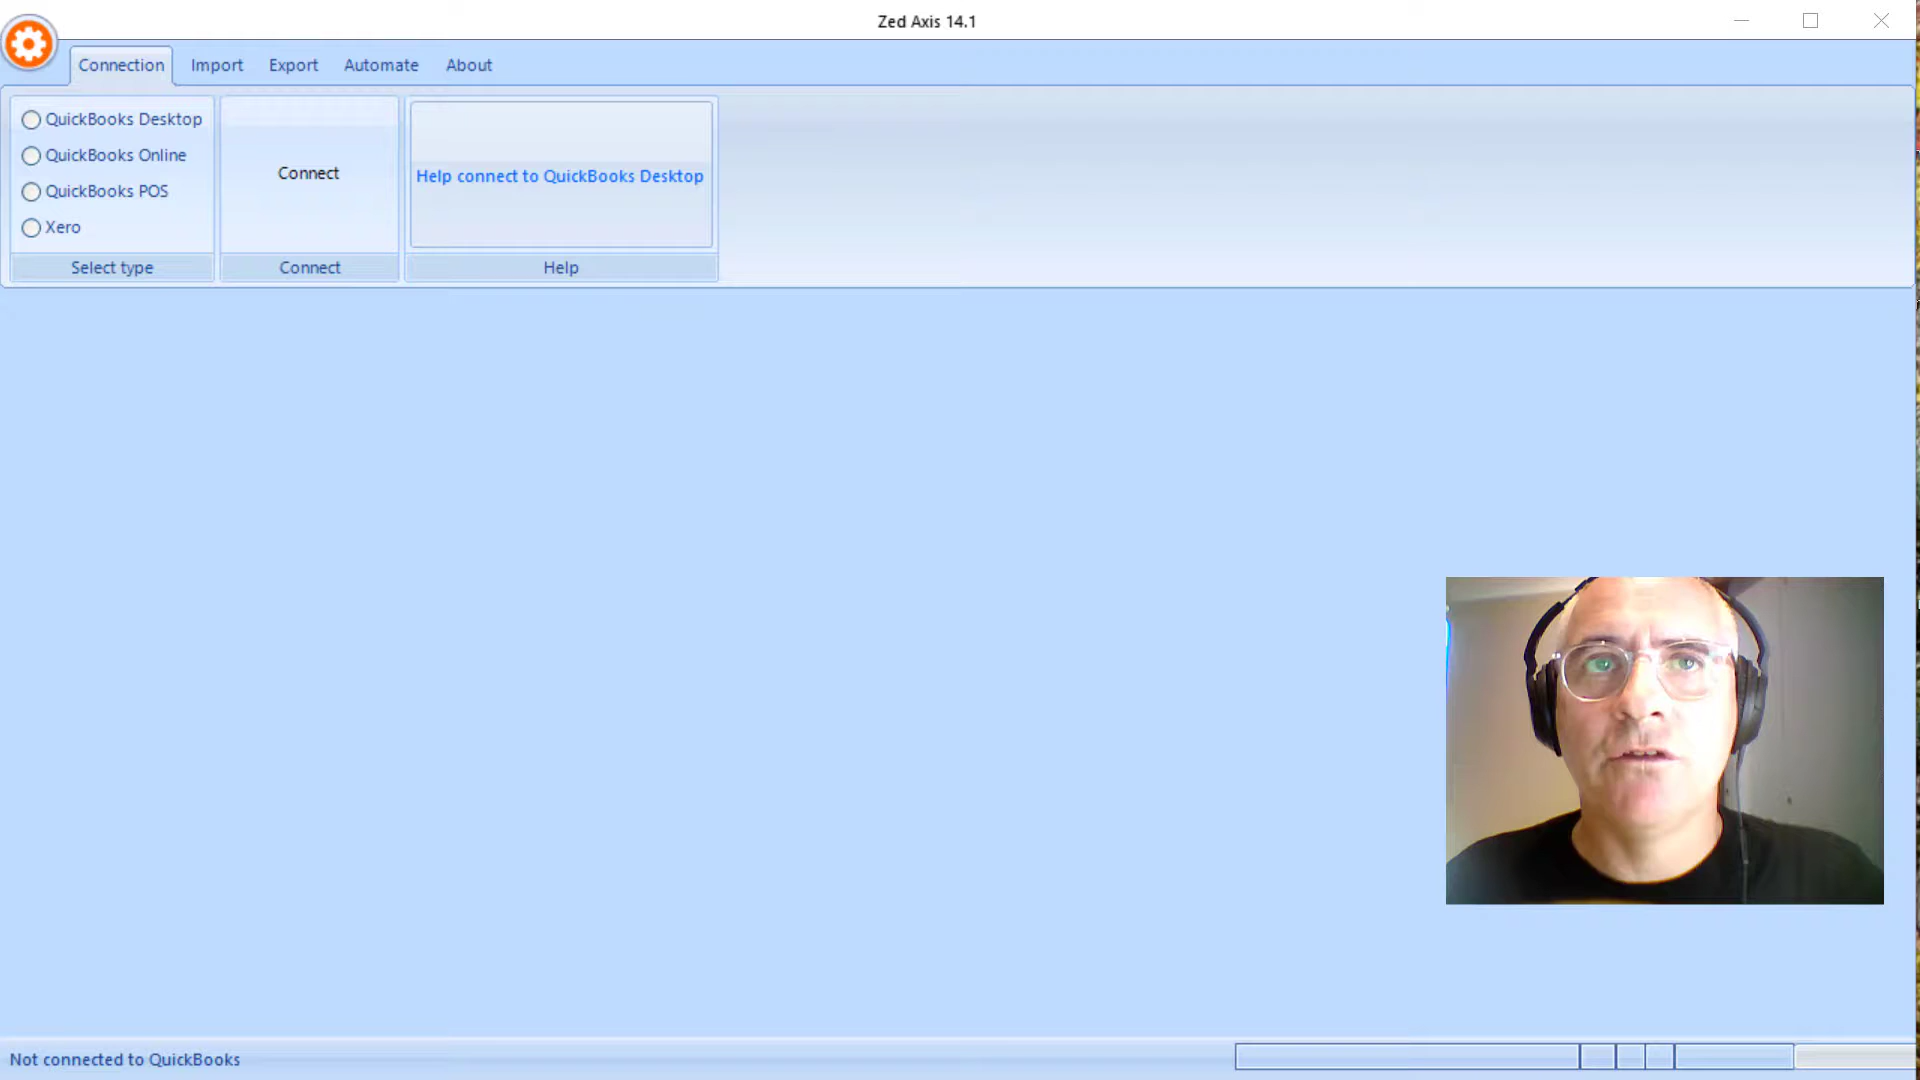 Zed Axis 14.1
Connection Import Export Automate About
QuickBooks Desktop
QuickBooks Online
QuickBooks POS
Xero
Select type
Connect
Connect
Help connect to QuickBooks Desktop
Help
Not connected to QuickBooks